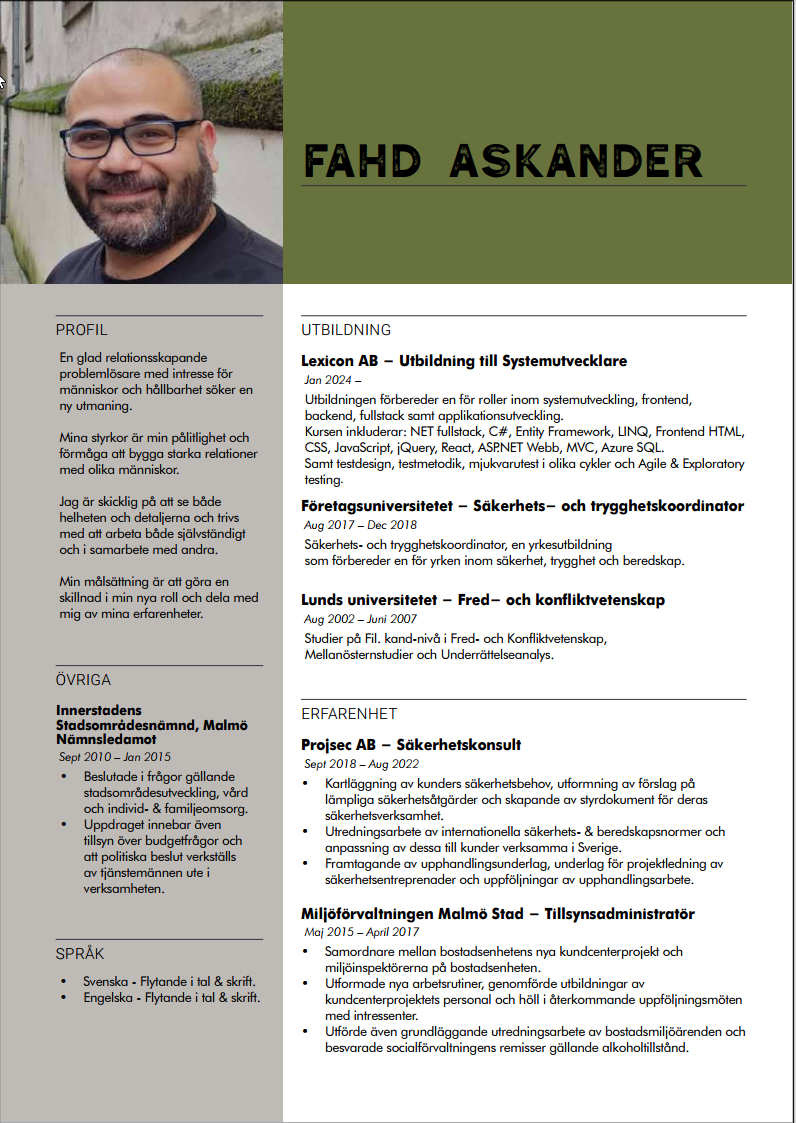 FAHD ASKANDER
PROFIL
En glad relationsskapande
problemlösare med intresse för
människor och hållbarhet söker en
ny utmaning.
Mina styrkor är min pålitlighet och
förmåga att bygga starka relationer
med olika människor.
Jag är skicklig på att se både
helheten och detaljerna och trivs
med att arbeta både självständigt
och i samarbete med andra.
Min målsättning är att göra en
skillnad i min nya roll och dela med
mig av mina erfarenheter.
ÖVRIGA
Innerstadens
Stadsområdesnämnd, Malmö
Nämnsledamot
Sept 2010 – Jan 2015
• Beslutade i frågor gällande
stadsområdesutveckling, vård
och individ- & familjeomsorg.
• Uppdraget innebar även
tillsyn över budgetfrågor och
att politiska beslut verkställs
av tjänstemännen ute i
verksamheten.
SPRÅK
• Svenska - Flytande i tal & skrift.
• Engelska - Flytande i tal & skrift.
UTBILDNING
Lexicon AB – Utbildning till Systemutvecklare
Jan 2024 –
Utbildningen förbereder en för roller inom systemutveckling, frontend,
backend, fullstack samt applikationsutveckling.
Kursen inkluderar: NET fullstack, C#, Entity Framework, LINQ, Frontend HTML,
CSS, JavaScript, jQuery, React, ASP.NET Webb, MVC, Azure SQL.
Samt testdesign, testmetodik, mjukvarutest i olika cykler och Agile & Exploratory
testing.
Företagsuniversitetet – Säkerhets– och trygghetskoordinator
Aug 2017 – Dec 2018
Säkerhets- och trygghetskoordinator, en yrkesutbildning
som förbereder en för yrken inom säkerhet, trygghet och beredskap.
Lunds universitetet – Fred– och konfliktvetenskap
Aug 2002 – Juni 2007
Studier på Fil. kand-nivå i Fred- och Konfliktvetenskap,
Mellanösternstudier och Underrättelseanalys.
ERFARENHET
Projsec AB – Säkerhetskonsult
Sept 2018 – Aug 2022
• Kartläggning av kunders säkerhetsbehov, utformning av förslag på
lämpliga säkerhetsåtgärder och skapande av styrdokument för deras
säkerhetsverksamhet.
• Utredningsarbete av internationella säkerhets- & beredskapsnormer och
anpassning av dessa till kunder verksamma i Sverige.
• Framtagande av upphandlingsunderlag, underlag för projektledning av
säkerhetsentreprenader och uppföljningar av upphandlingsarbete.
Miljöförvaltningen Malmö Stad – Tillsynsadministratör
Maj 2015 – April 2017
• Samordnare mellan bostadsenhetens nya kundcenterprojekt och
miljöinspektörerna på bostadsenheten.
• Utformade nya arbetsrutiner, genomförde utbildningar av
kundcenterprojektets personal och höll i återkommande uppföljningsmöten
med intressenter.
• Utförde även grundläggande utredningsarbete av bostadsmiljöärenden och
besvarade socialförvaltningens remisser gällande alkoholtillstånd.